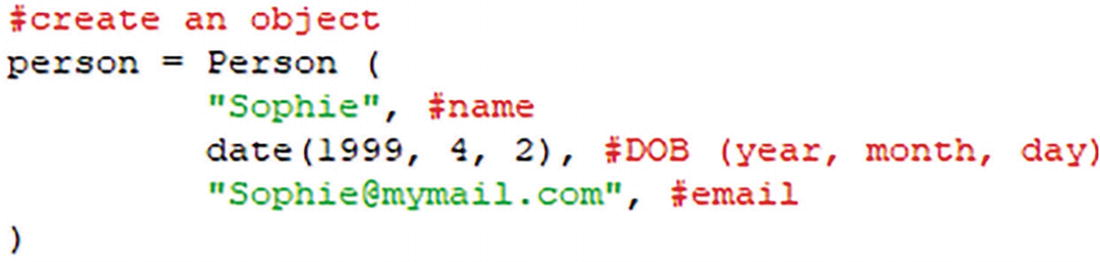 #create an object
person = Person (
"Sophie", #name
date(1999, 4, 2), #DOB (year, month, day)
"Sophie@mymail.com", #email
)